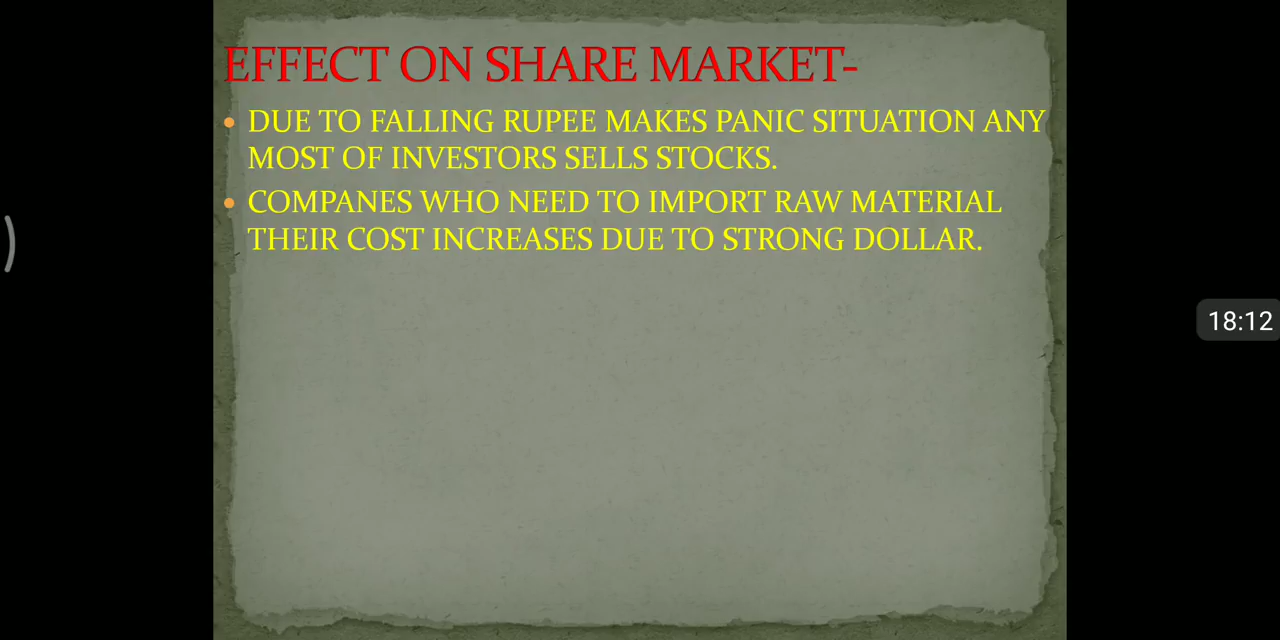 EFFECT ON SHARE MARKET-
• DUE TO FALLING RUPEE MAKES PANIC SITUATION ANY
MOST OF INVESTORS SELLS STOCKS.
• COMPANES WHO NEED TO IMPORT RAW MATERIAL
THEIR COST INCREASES DUE TO STRONG DOLLAR.
18:12